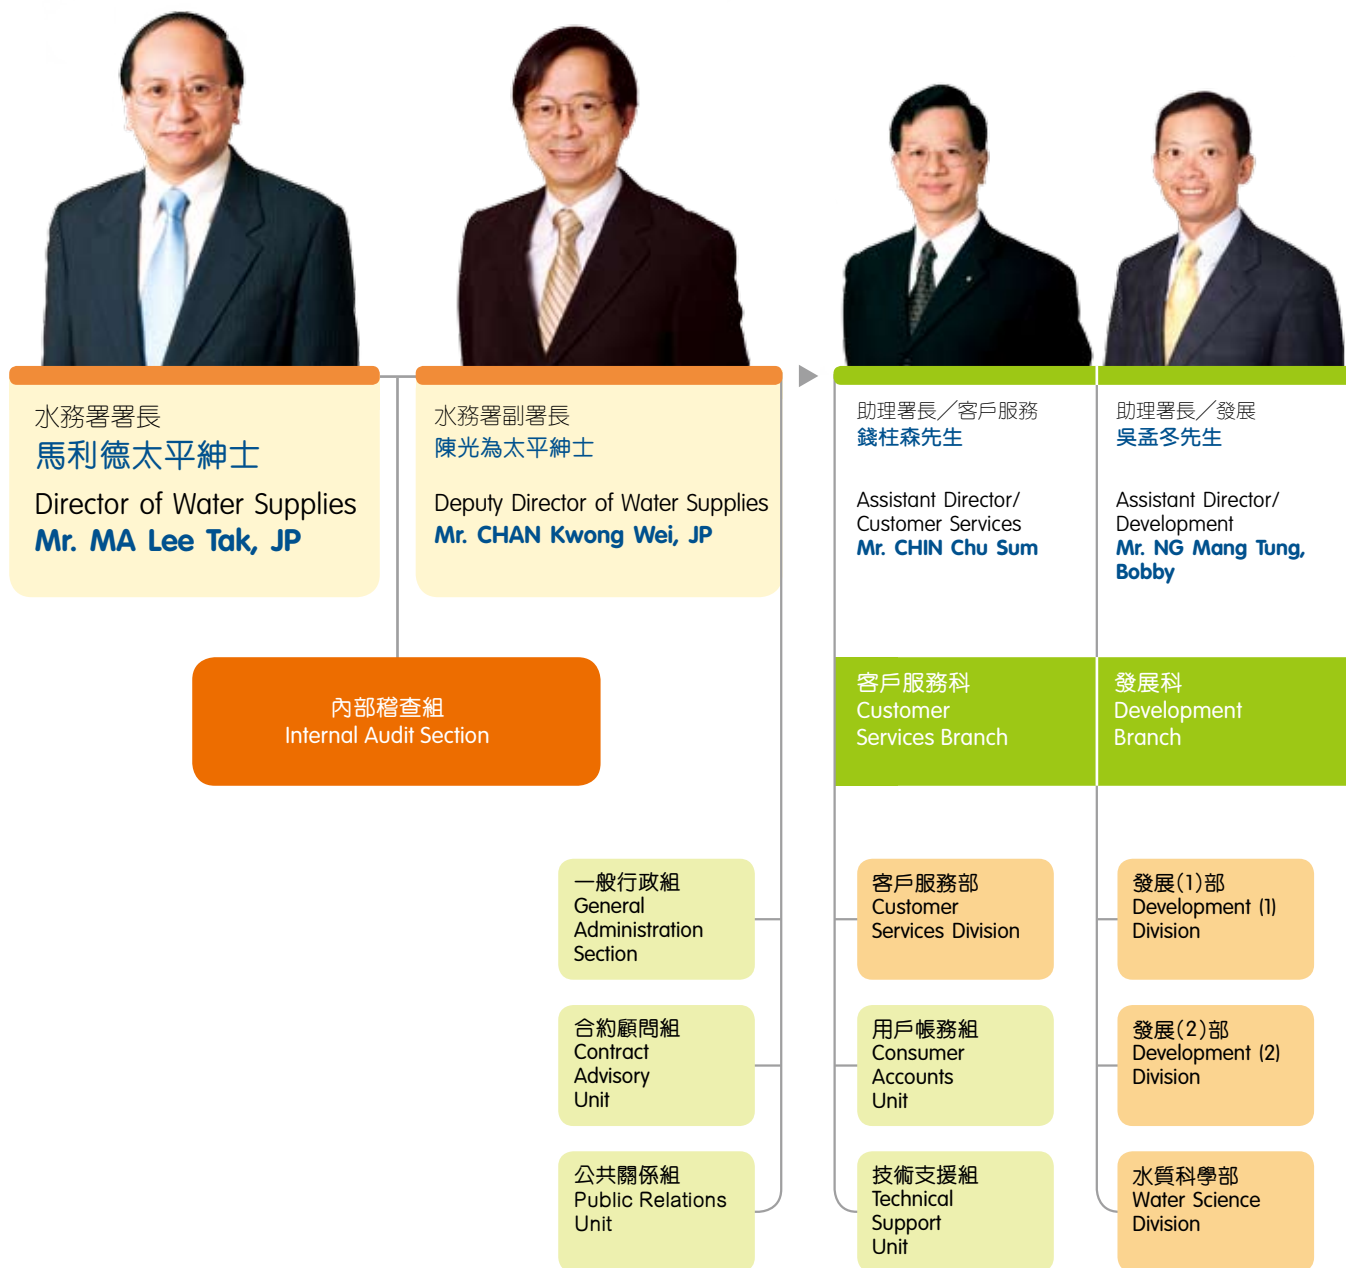 水務署署長
馬利德太平紳士
Director of Water Supplies
Mr. MA Lee Tak, JP
水務署副署長
陳光為太平紳士
Deputy Director of Water Supplies
Mr. CHAN Kwong Wei, JP
助理署長／客戶服務
錢柱森先生
Assistant Director/
Customer Services
Mr. CHIN Chu Sum
助理署長／發展
吳孟冬先生
Assistant Director/
Development
Mr. NG Mang Tung,
Bobby
內部稽查組
Internal Audit Section
客戶服務科
Customer
Services Branch
發展科
Development
Branch
一般行政組
General
Administration
Section
合約顧問組
Contract
Advisory
Unit
公共關係組
Public Relations
Unit
客戶服務部
Customer
Services Division
用戶帳務組
Consumer
Accounts
Unit
技術支援組
Technical
Support
Unit
發展(1)部
Development (1)
Division
發展(2)部
Development (2)
Division
水質科學部
Water Science
Division